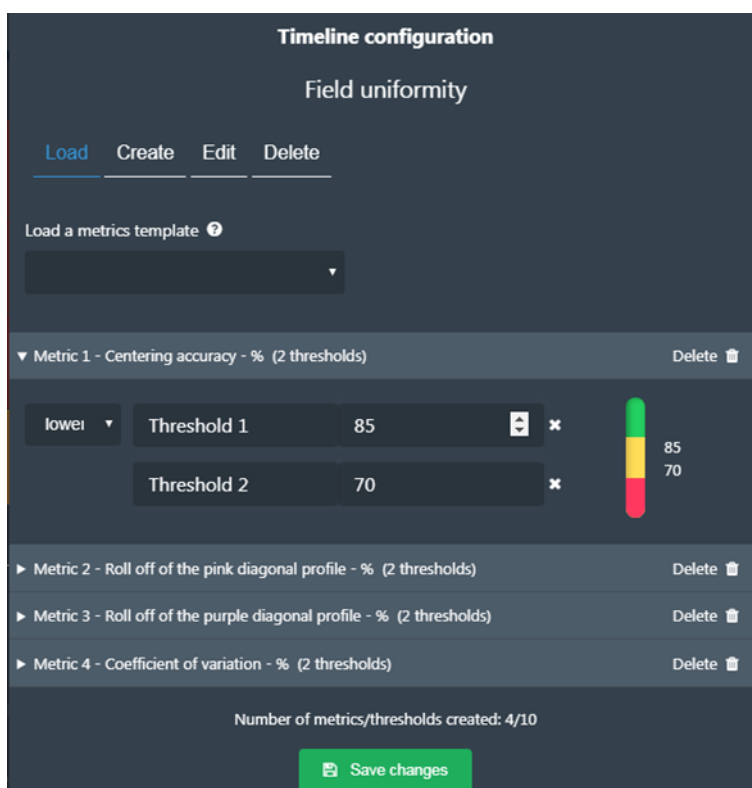 Timeline configuration
Field uniformity
Load Create Edit Delete
Load a metrics template
Metric 1 - Centering accuracy - % (2 thresholds) Delete
Threshold 1 85
85
70
Threshold 2 70
Metric 2 - Roll off of the pink diagonal profile - % (2 thresholds) Delete
Metric 3 - Roll off of the purple diagonal profile - % (2 thresholds) Delete
Metric 4 - Coefficient of variation - % (2 thresholds) Delete
Number of metrics/thresholds created: 4/10
Save changes